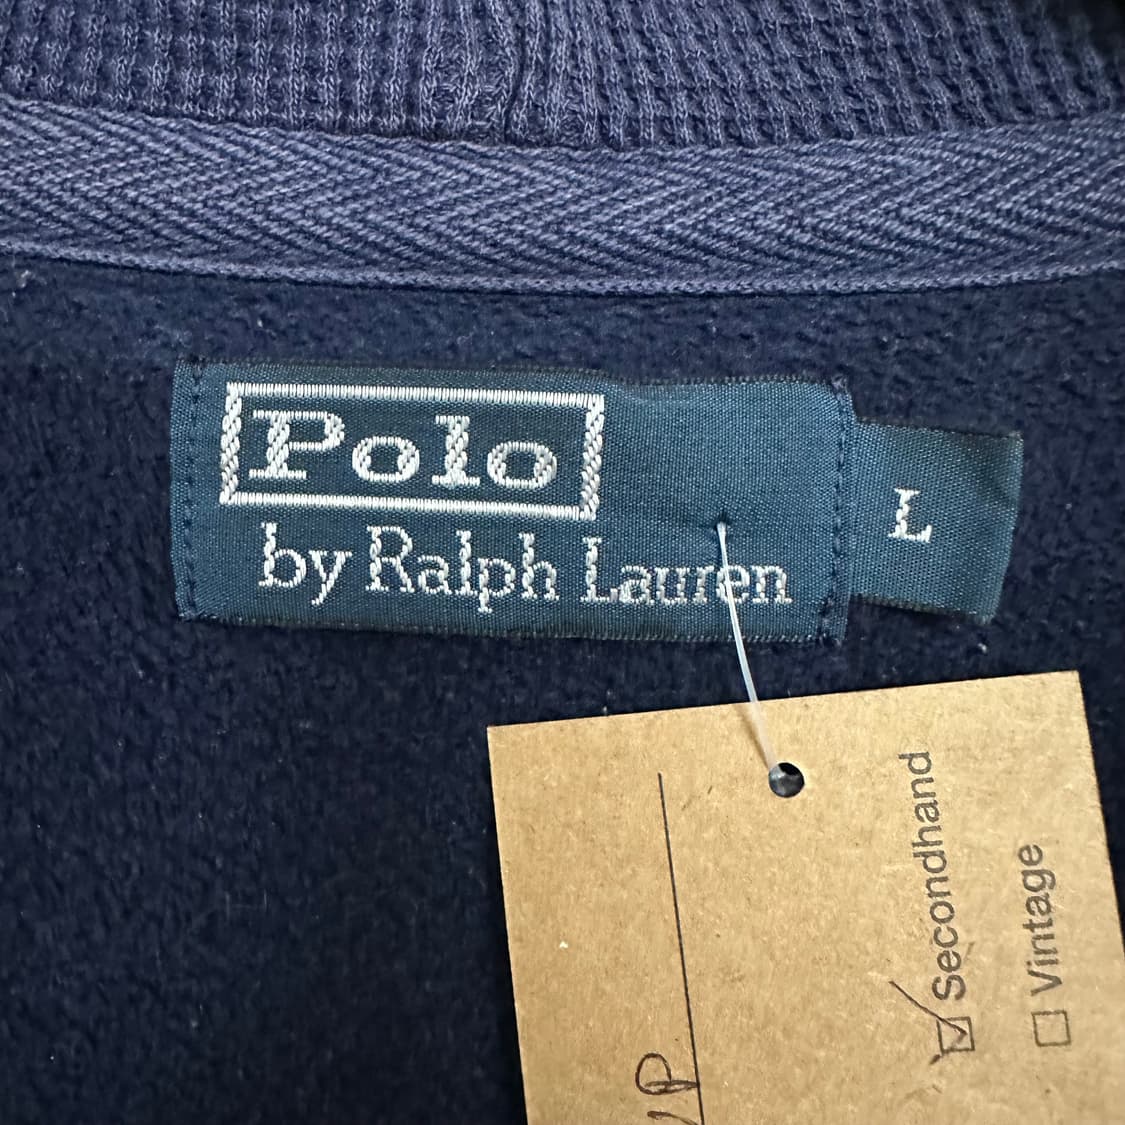 Polo
by Ralph Lauren
L
Secondhand
Vintage